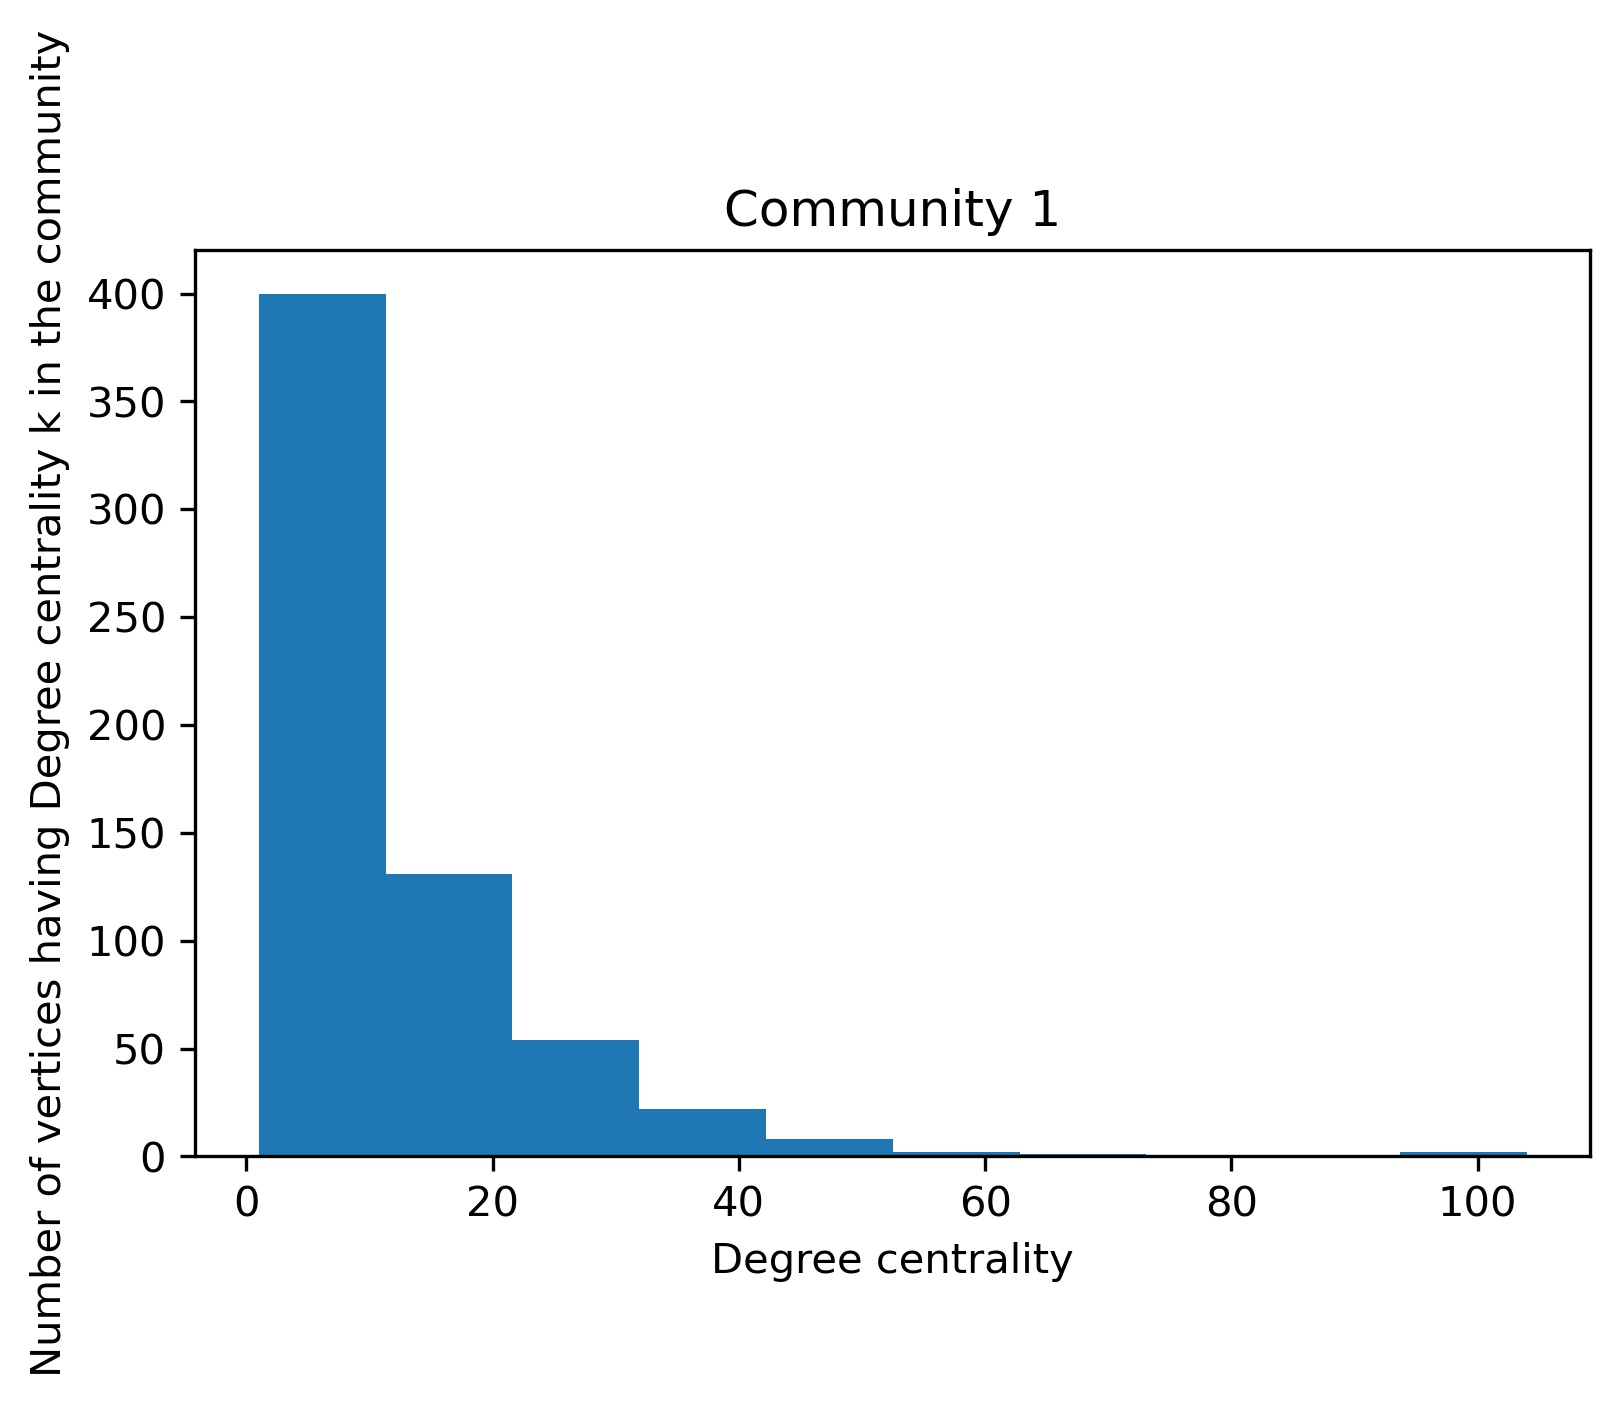 Community 1
Number of vertices having Degree centrality k in the community
400
350
300
250
200
150
100
50
0
0 20 40 60 80 100
Degree centrality